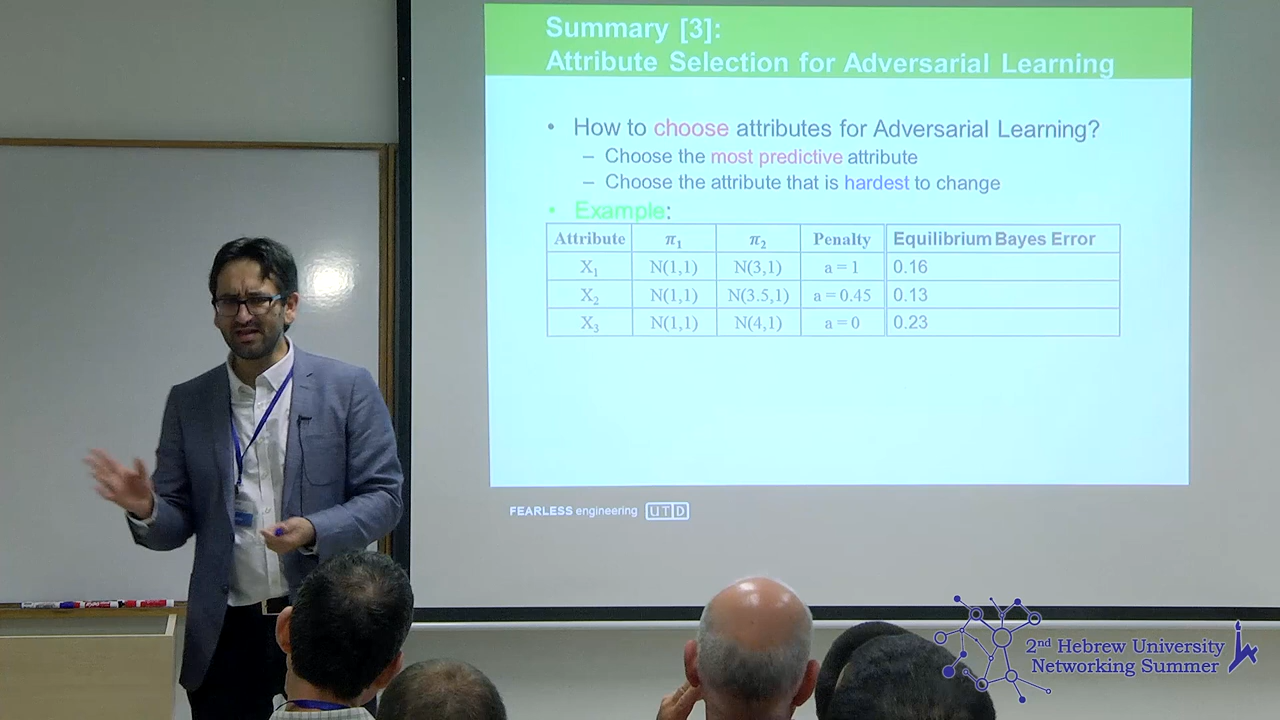 Summary [3]:
Attribute Selection for Adversarial Learning
• How to choose attributes for Adversarial Learning?
– Choose the most predictive attribute
– Choose the attribute that is hardest to change
• Example:
Attribute π₁ π₂ Penalty Equilibrium Bayes Error
X₁ N(1,1) N(3,1) a = 1 0.16
X₂ N(1,1) N(3.5,1) a = 0.45 0.13
X₃ N(1,1) N(4,1) a = 0 0.23
FEARLESS engineering UTD
2nd Hebrew University
Networking Summer